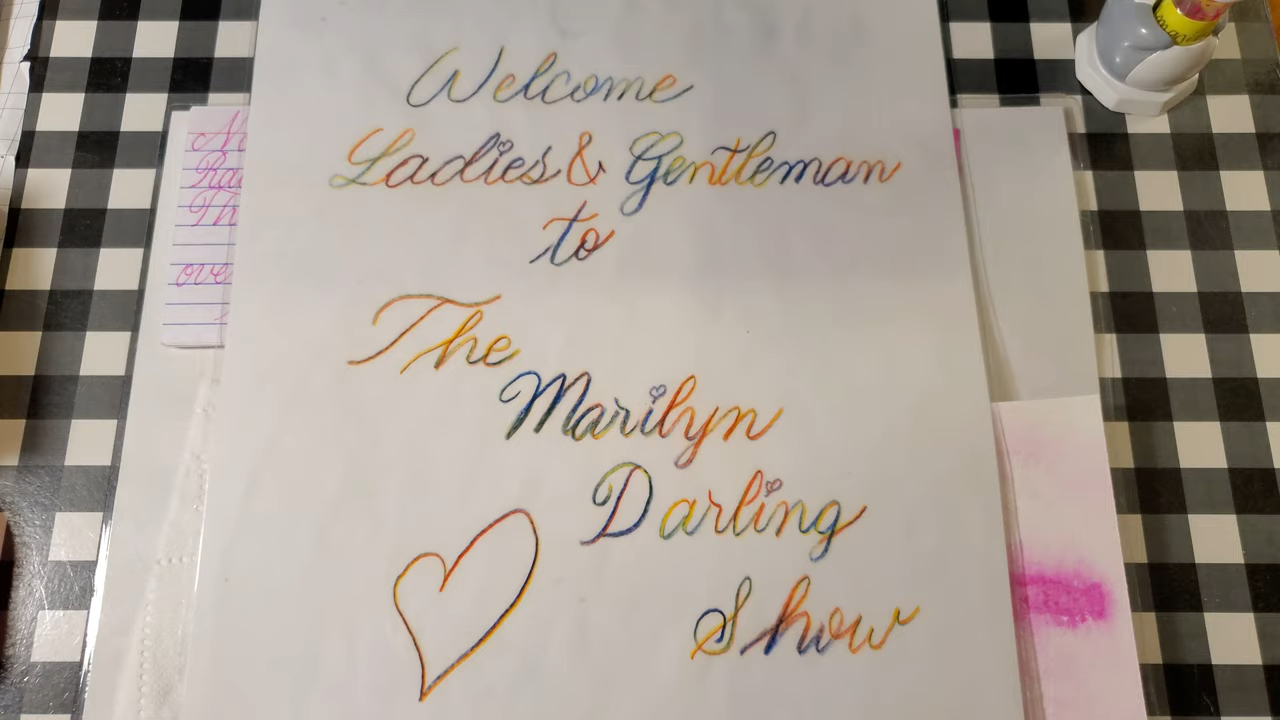 Welcome
Ladies & Gentleman
to
The
Marilyn
Darling
Show